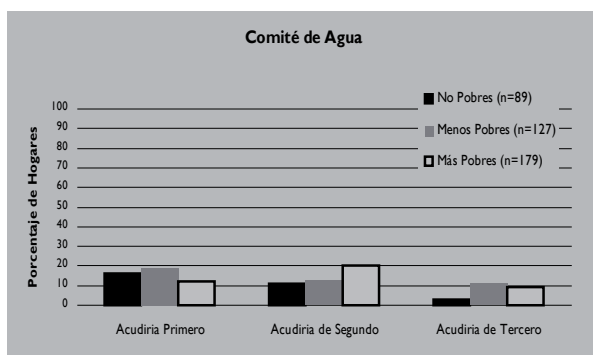 Comité de Agua
No Pobres (n=89)
Menos Pobres (n=127)
Más Pobres (n=179)
Porcentaje de Hogares
100
90
80
70
60
50
40
30
20
10
0
Acudiria Primero
Acudiria de Segundo
Acudiria de Tercero